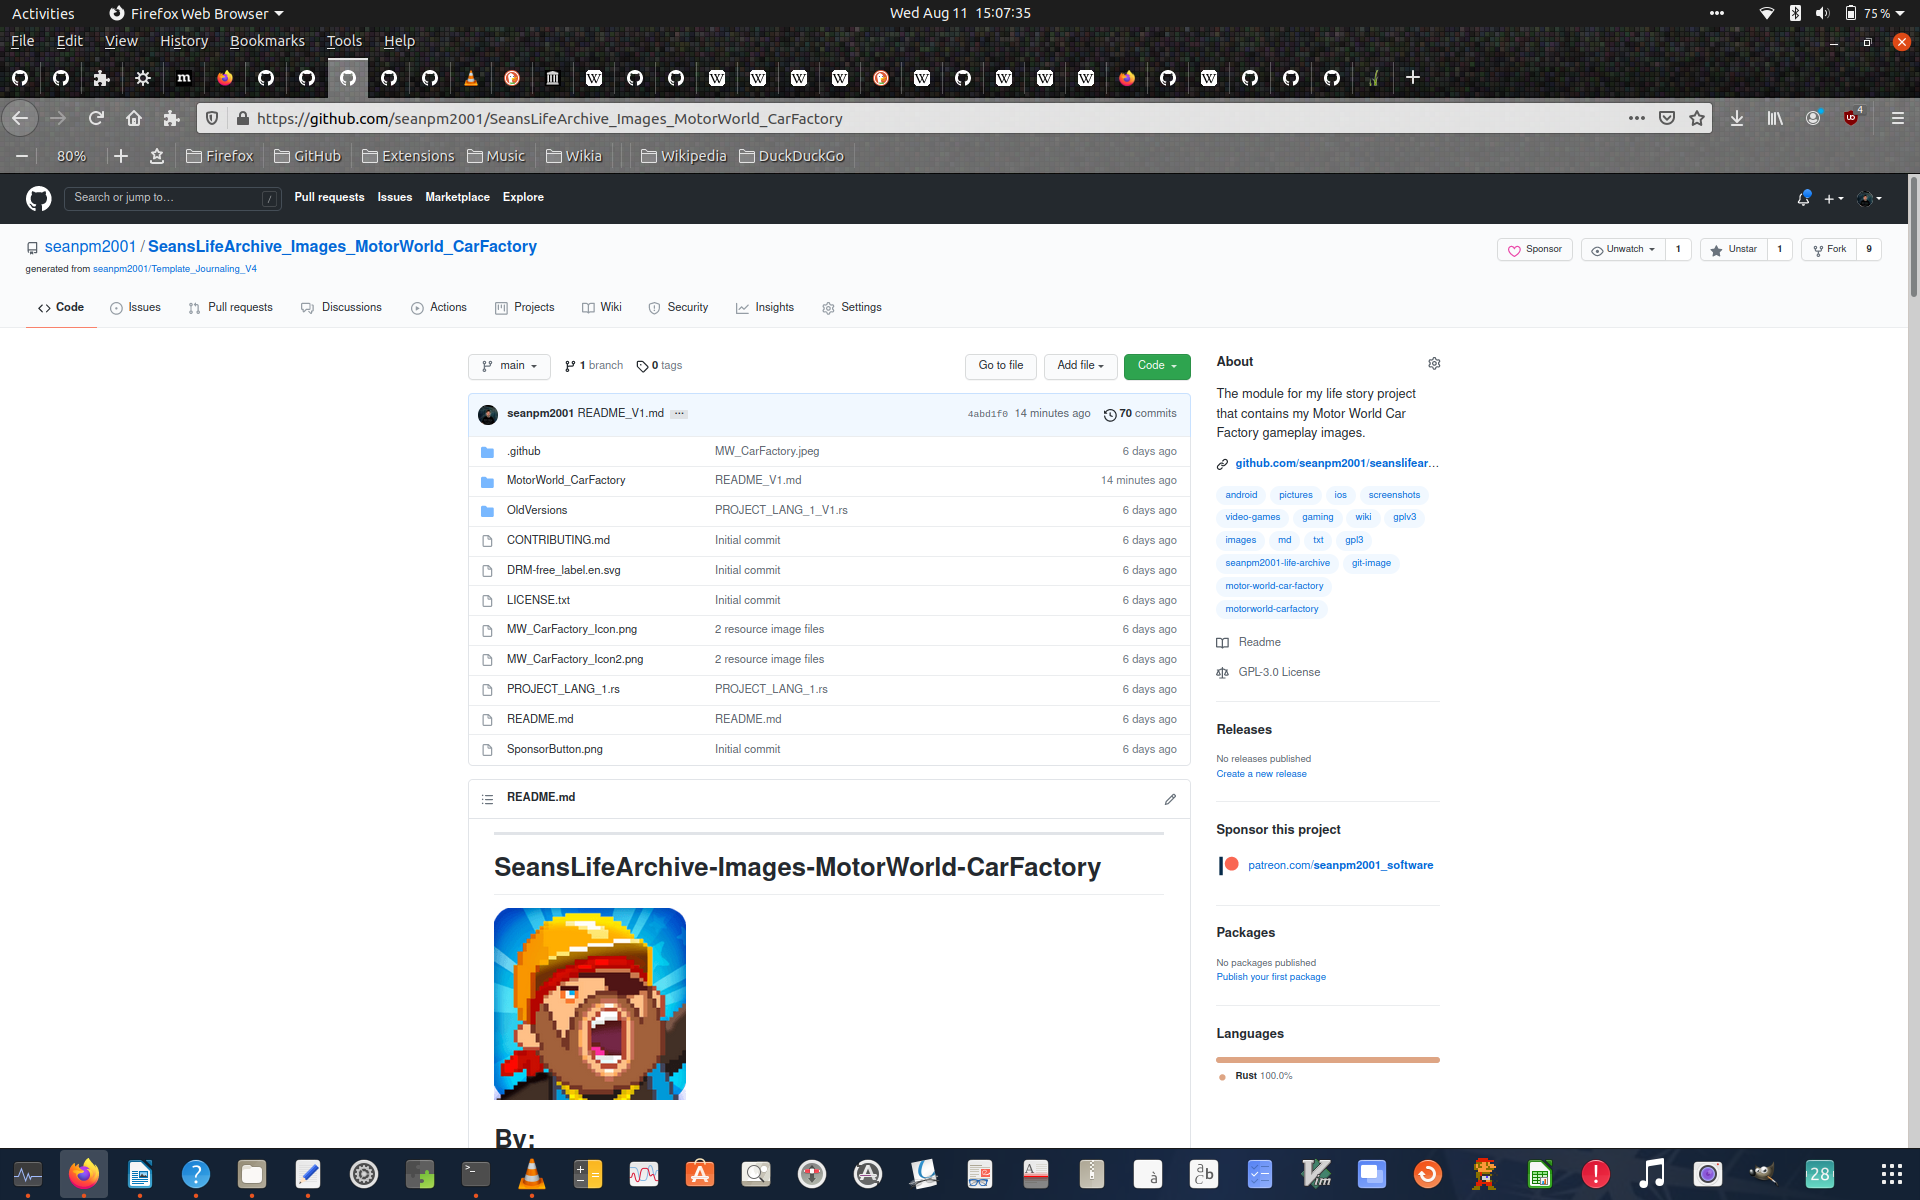 Activities
Firefox Web Browser
Wed Aug 11 15:07:35
75 %
File Edit View History Bookmarks Tools Help
https://github.com/seanpm2001/SeansLifeArchive_Images_MotorWorld_CarFactory
4
80%
Firefox
GitHub
Extensions
Music
Wikia
Wikipedia
DuckDuckGo
Search or jump to…
/
Pull requests Issues Marketplace Explore
seanpm2001 / SeansLifeArchive_Images_MotorWorld_CarFactory
generated from seanpm2001/Template_Journaling_V4
Sponsor
Unwatch 1
Unstar 1
Fork 9
Code
Issues
Pull requests
Discussions
Actions
Projects
Wiki
Security
Insights
Settings
main
1 branch
0 tags
Go to file
Add file
Code
seanpm2001 README_V1.md
4abd1f0 14 minutes ago
70 commits
.github MW_CarFactory.jpeg 6 days ago
MotorWorld_CarFactory README_V1.md 14 minutes ago
OldVersions PROJECT_LANG_1_V1.rs 6 days ago
CONTRIBUTING.md Initial commit 6 days ago
DRM-free_label.en.svg Initial commit 6 days ago
LICENSE.txt Initial commit 6 days ago
MW_CarFactory_Icon.png 2 resource image files 6 days ago
MW_CarFactory_Icon2.png 2 resource image files 6 days ago
PROJECT_LANG_1.rs PROJECT_LANG_1.rs 6 days ago
README.md README.md 6 days ago
SponsorButton.png Initial commit 6 days ago
README.md
SeansLifeArchive-Images-MotorWorld-CarFactory
By:
About
The module for my life story project
that contains my Motor World Car
Factory gameplay images.
github.com/seanpm2001/seanslifear…
android pictures ios screenshots
video-games gaming wiki gplv3
images md txt gpl3
seanpm2001-life-archive git-image
motor-world-car-factory
motorworld-carfactory
Readme
GPL-3.0 License
Releases
No releases published
Create a new release
Sponsor this project
patreon.com/seanpm2001_software
Packages
No packages published
Publish your first package
Languages
Rust 100.0%
28